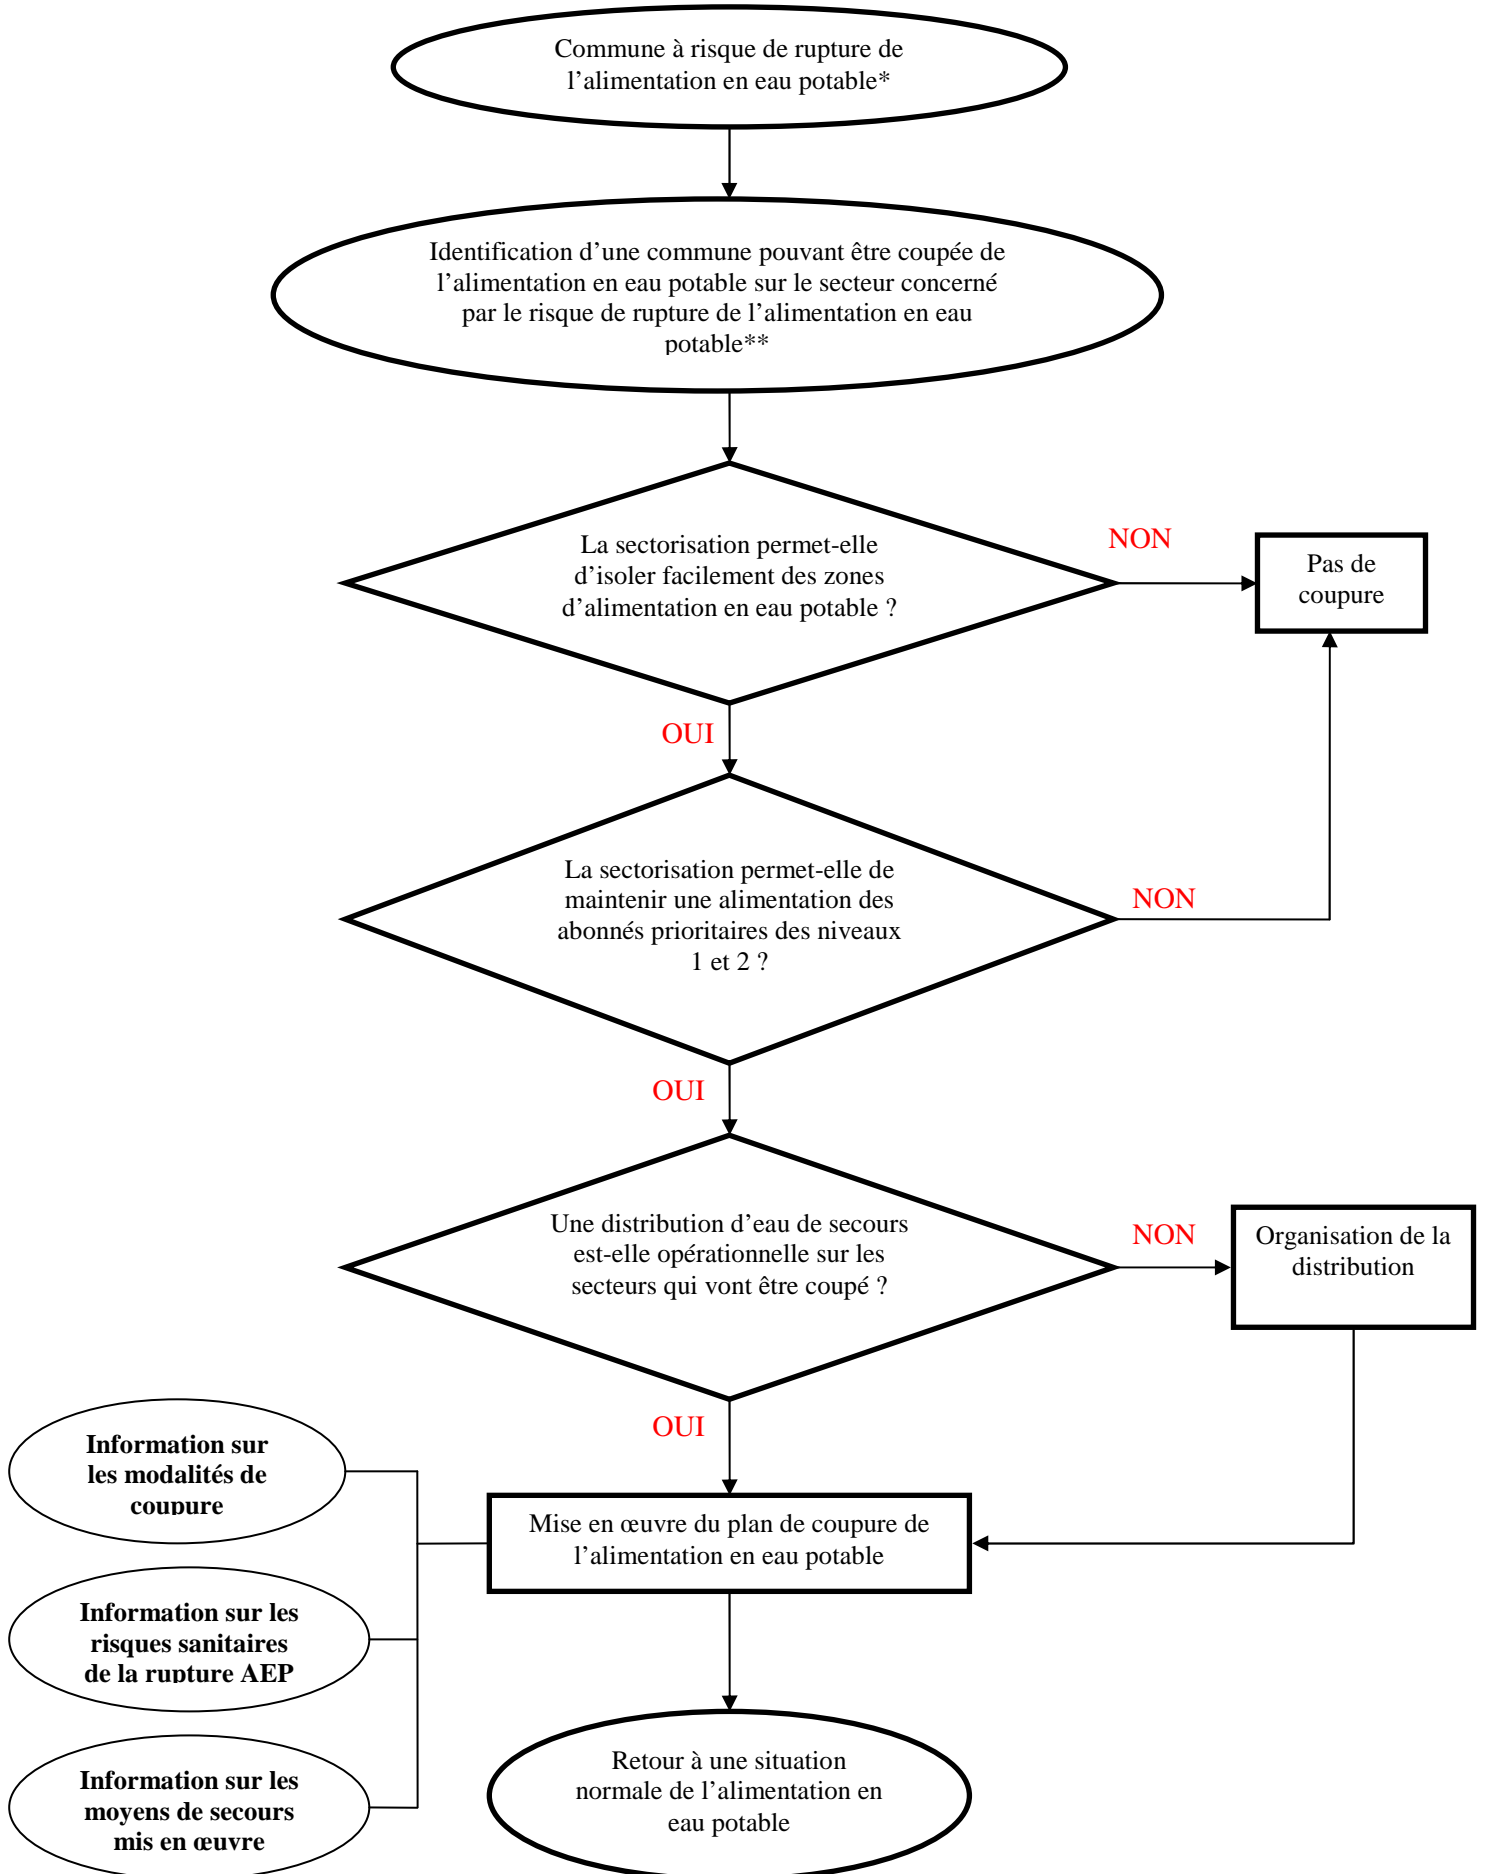 Commune à risque de rupture de
l’alimentation en eau potable*
Identification d’une commune pouvant être coupée de
l’alimentation en eau potable sur le secteur concerné
par le risque de rupture de l’alimentation en eau
potable**
La sectorisation permet-elle
d’isoler facilement des zones
d’alimentation en eau potable ?
NON
Pas de
coupure
OUI
La sectorisation permet-elle de
maintenir une alimentation des
abonnés prioritaires des niveaux
1 et 2 ?
NON
OUI
Une distribution d’eau de secours
est-elle opérationnelle sur les
secteurs qui vont être coupé ?
NON
Organisation de la
distribution
OUI
Information sur
les modalités de
coupure
Mise en œuvre du plan de coupure de
l’alimentation en eau potable
Information sur les
risques sanitaires
de la rupture AEP
Information sur les
moyens de secours
mis en œuvre
Retour à une situation
normale de l’alimentation en
eau potable